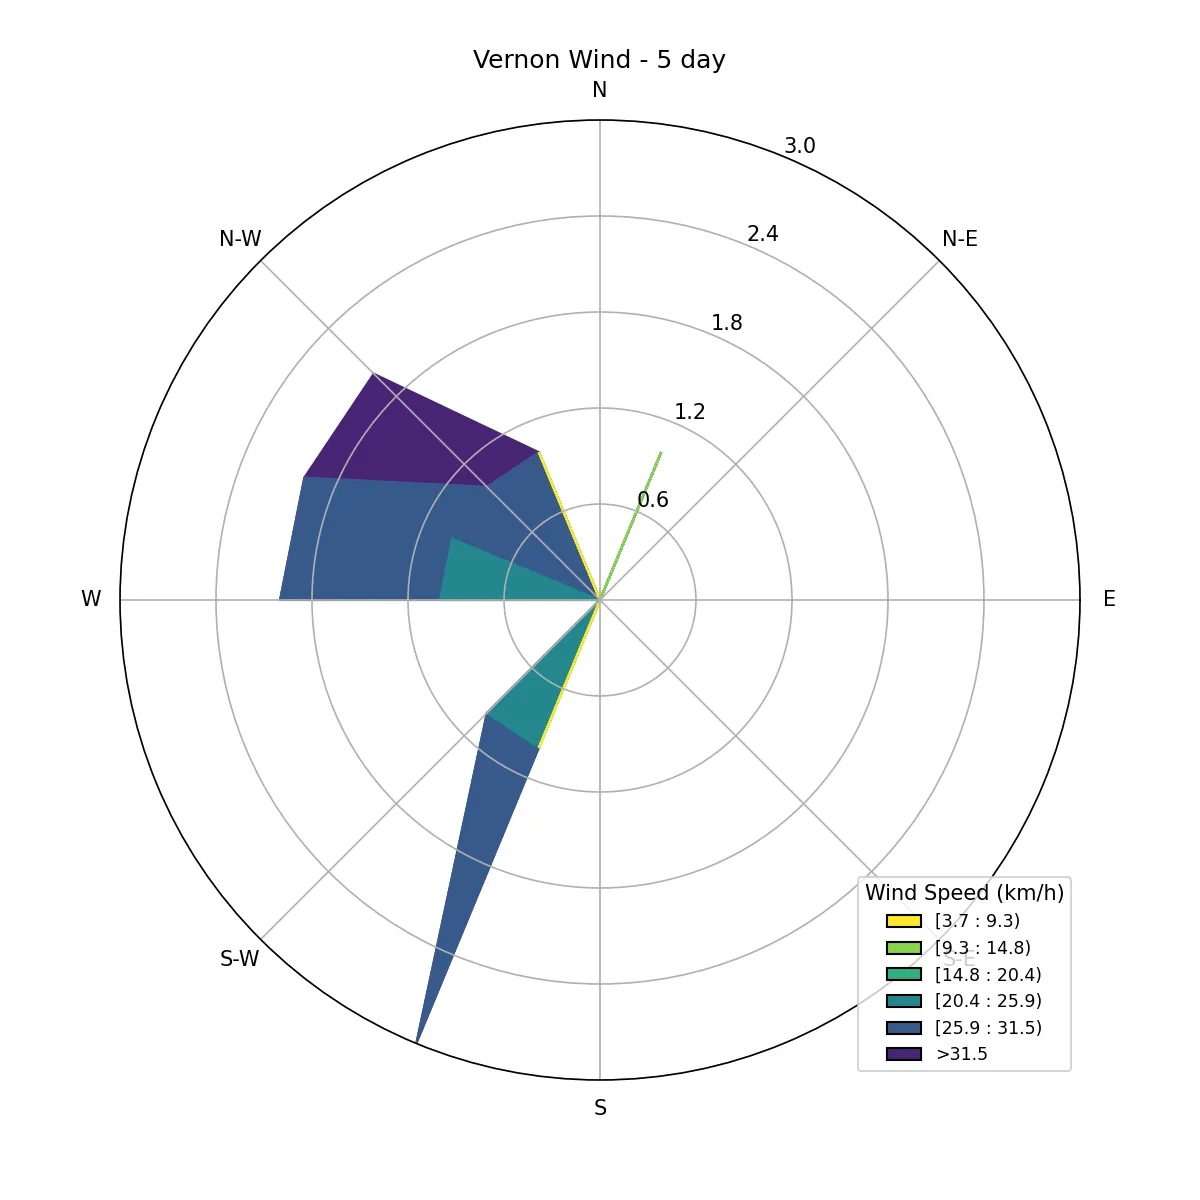 Vernon Wind - 5 day
N
3.0
N-W
N-E
2.4
1.8
1.2
0.6
W
E
Wind Speed (km/h)
[3.7 : 9.3)
[9.3 : 14.8)
S-W
S-E
[14.8 : 20.4)
[20.4 : 25.9)
[25.9 : 31.5)
>31.5
S